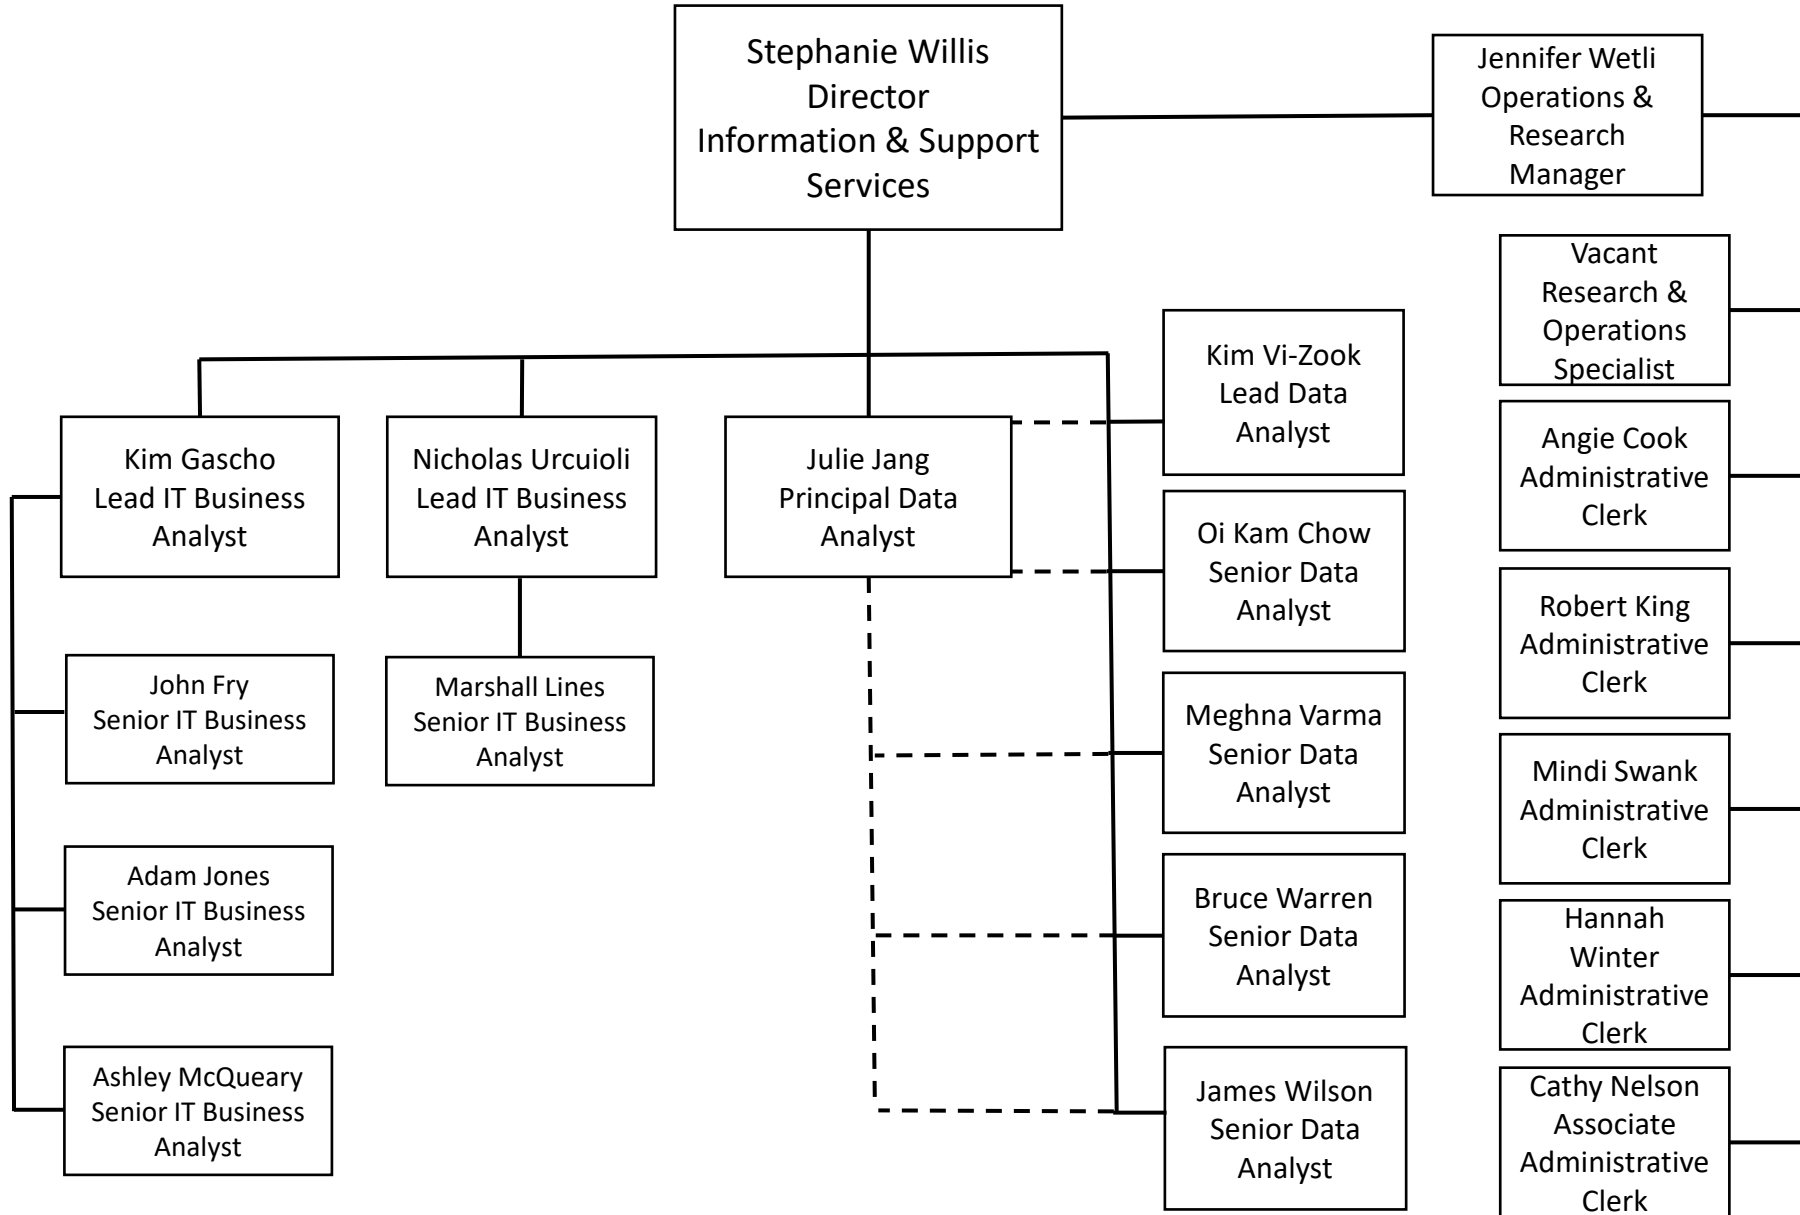 Stephanie Willis
Director
Information & Support
Services
Jennifer Wetli
Operations &
Research
Manager
Kim Gascho
Lead IT Business
Analyst
Nicholas Urcuioli
Lead IT Business
Analyst
Julie Jang
Principal Data
Analyst
John Fry
Senior IT Business
Analyst
Marshall Lines
Senior IT Business
Analyst
Adam Jones
Senior IT Business
Analyst
Ashley McQueary
Senior IT Business
Analyst
Kim Vi-Zook
Lead Data
Analyst
Oi Kam Chow
Senior Data
Analyst
Meghna Varma
Senior Data
Analyst
Bruce Warren
Senior Data
Analyst
James Wilson
Senior Data
Analyst
Vacant
Research &
Operations
Specialist
Angie Cook
Administrative
Clerk
Robert King
Administrative
Clerk
Mindi Swank
Administrative
Clerk
Hannah
Winter
Administrative
Clerk
Cathy Nelson
Associate
Administrative
Clerk